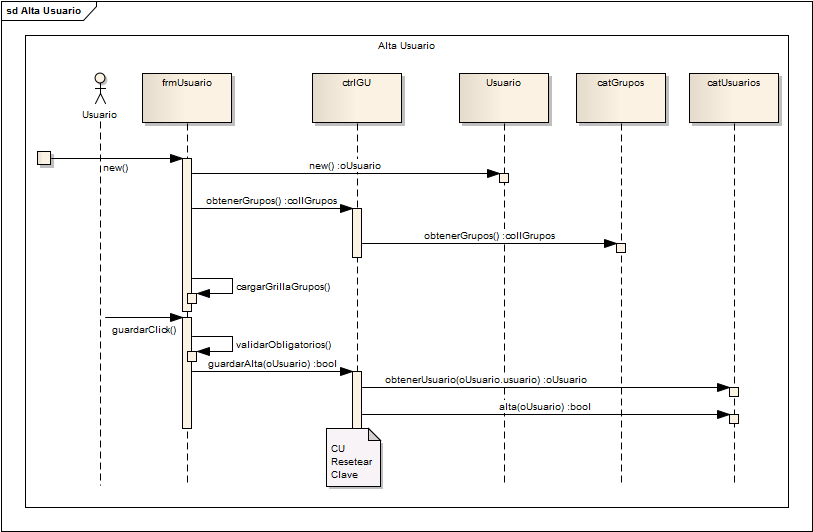 sd Alta Usuario
Alta Usuario
Usuario
frmUsuario
ctrlGU
Usuario
catGrupos
catUsuarios
new()
new() :oUsuario
obtenerGrupos() :collGrupos
obtenerGrupos() :collGrupos
cargarGrillaGrupos()
guardarClick()
validarObligatorios()
guardarAlta(oUsuario) :bool
obtenerUsuario(oUsuario.usuario) :oUsuario
alta(oUsuario) :bool
CU
Resetear
Clave